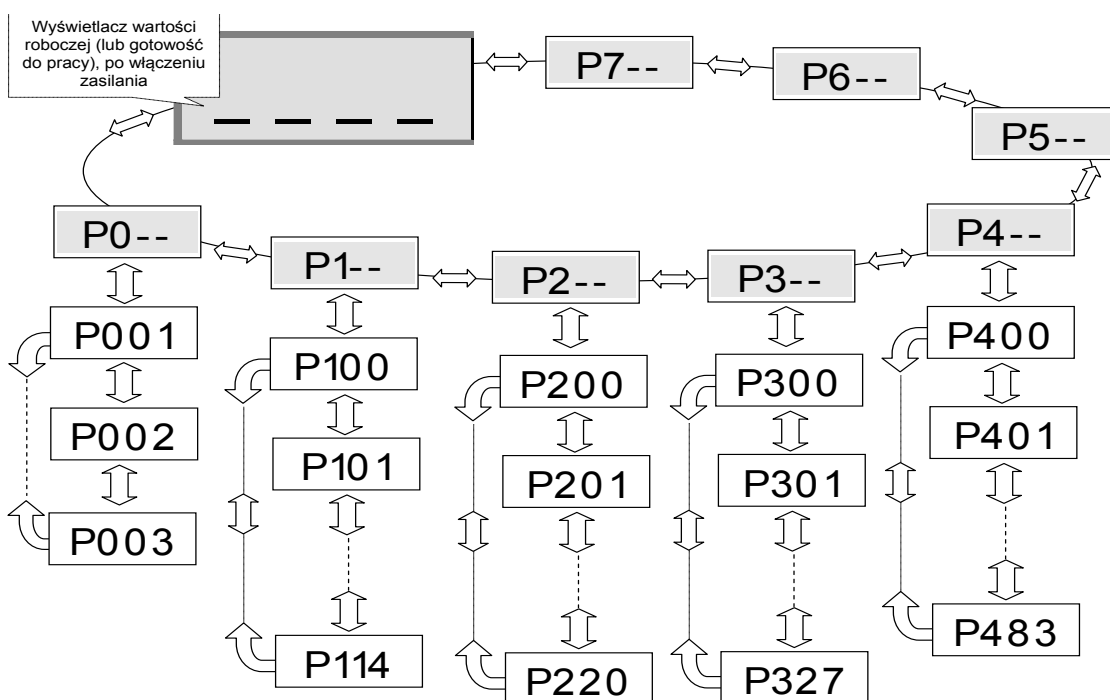 Wyświetlacz wartości
roboczej (lub gotowość
do pracy), po włączeniu
zasilania
_ _ _ _
P7--
P6--
P5--
P0--
P1--
P2--
P3--
P4--
P001
P002
P003
P100
P101
P114
P200
P201
P220
P300
P301
P327
P400
P401
P483